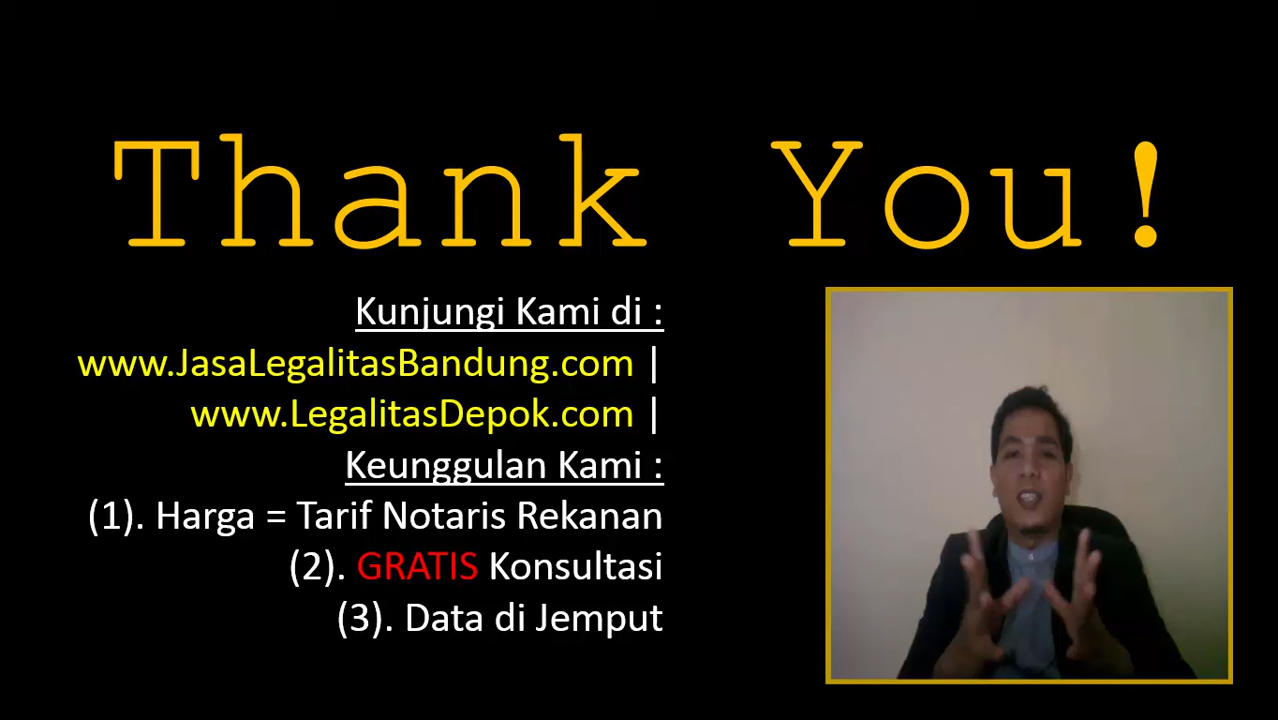 Thank You!
Kunjungi Kami di :
www.JasaLegalitasBandung.com |
www.LegalitasDepok.com |
Keunggulan Kami :
(1). Harga = Tarif Notaris Rekanan
(2). GRATIS Konsultasi
(3). Data di Jemput